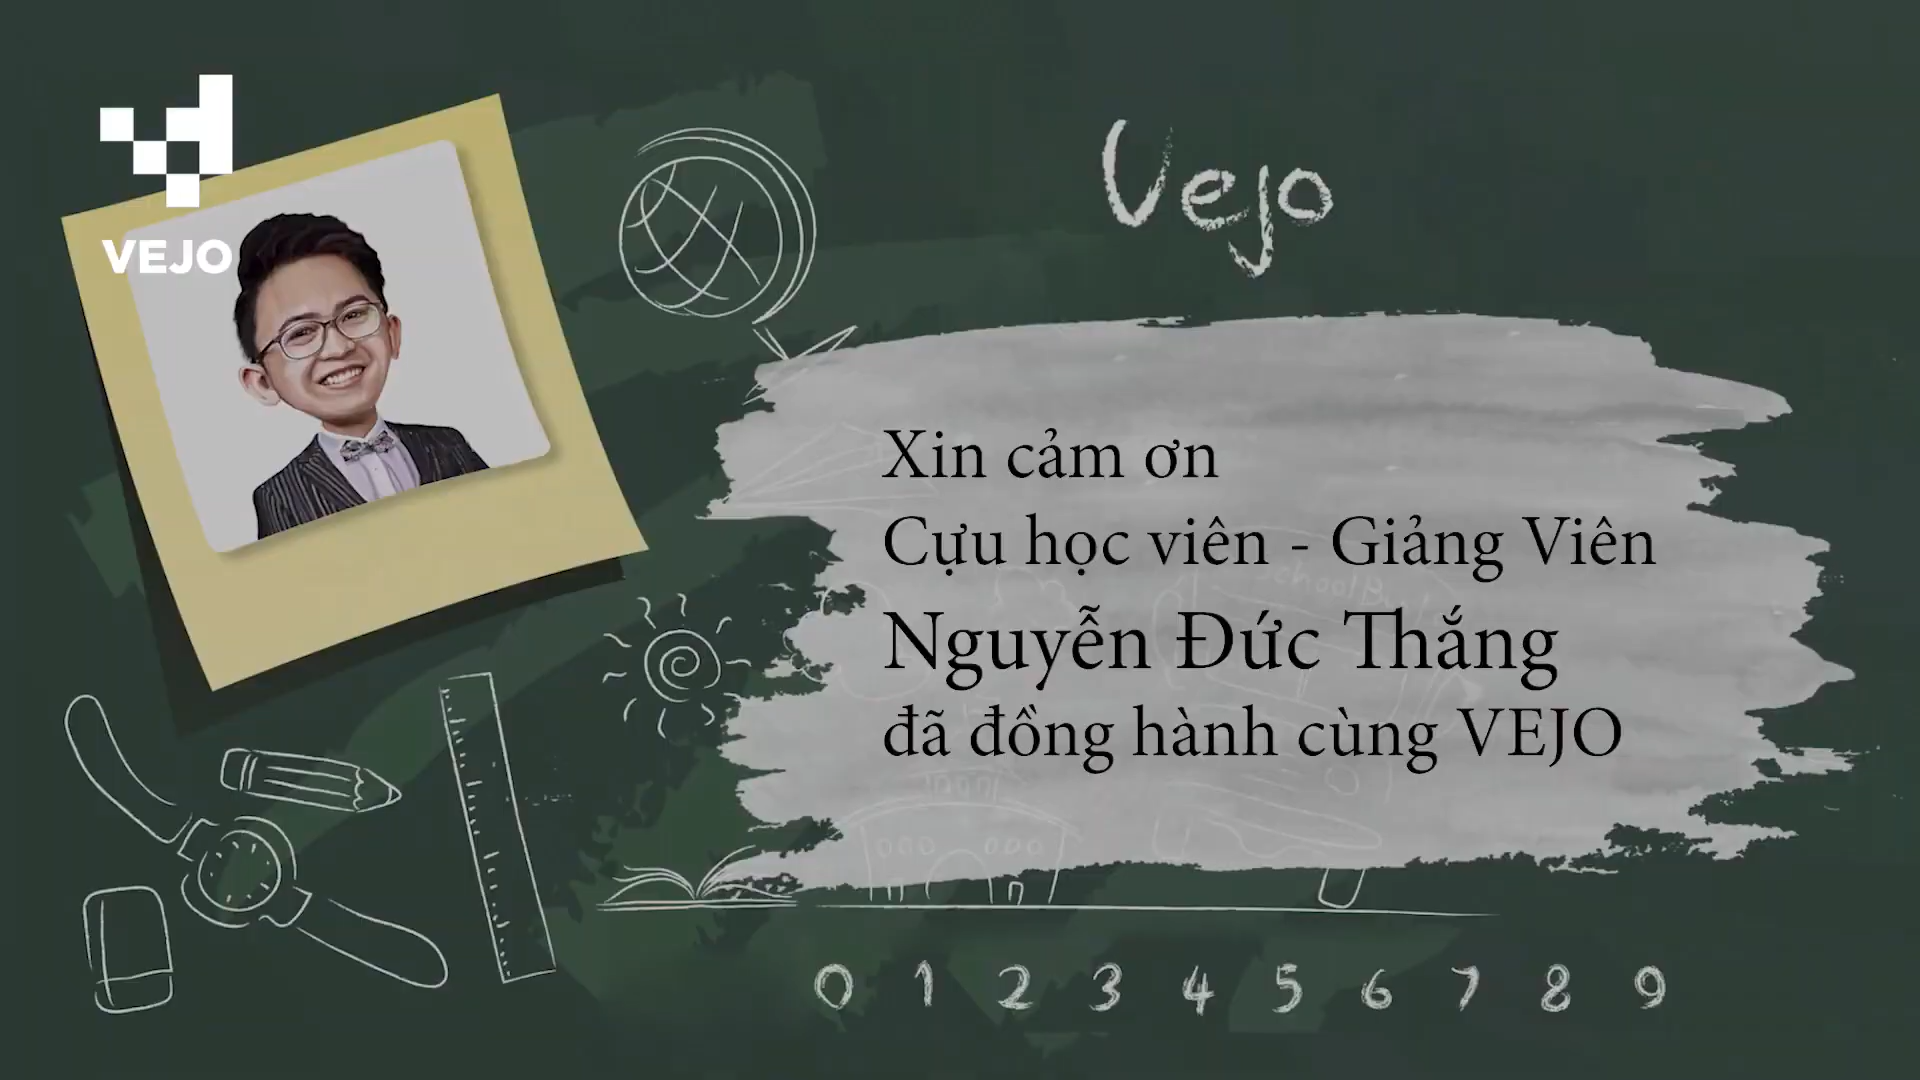 VEJO
Vejo
Xin cảm ơn
Cựu học viên - Giảng Viên
Nguyễn Đức Thắng
đã đồng hành cùng VEJO
0 1 2 3 4 5 6 7 8 9